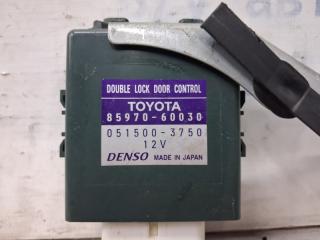 DOUBLE LOCK DOOR CONTROL
TOYOTA
85970-60030
051500-3750
12V
DENSO MADE IN JAPAN